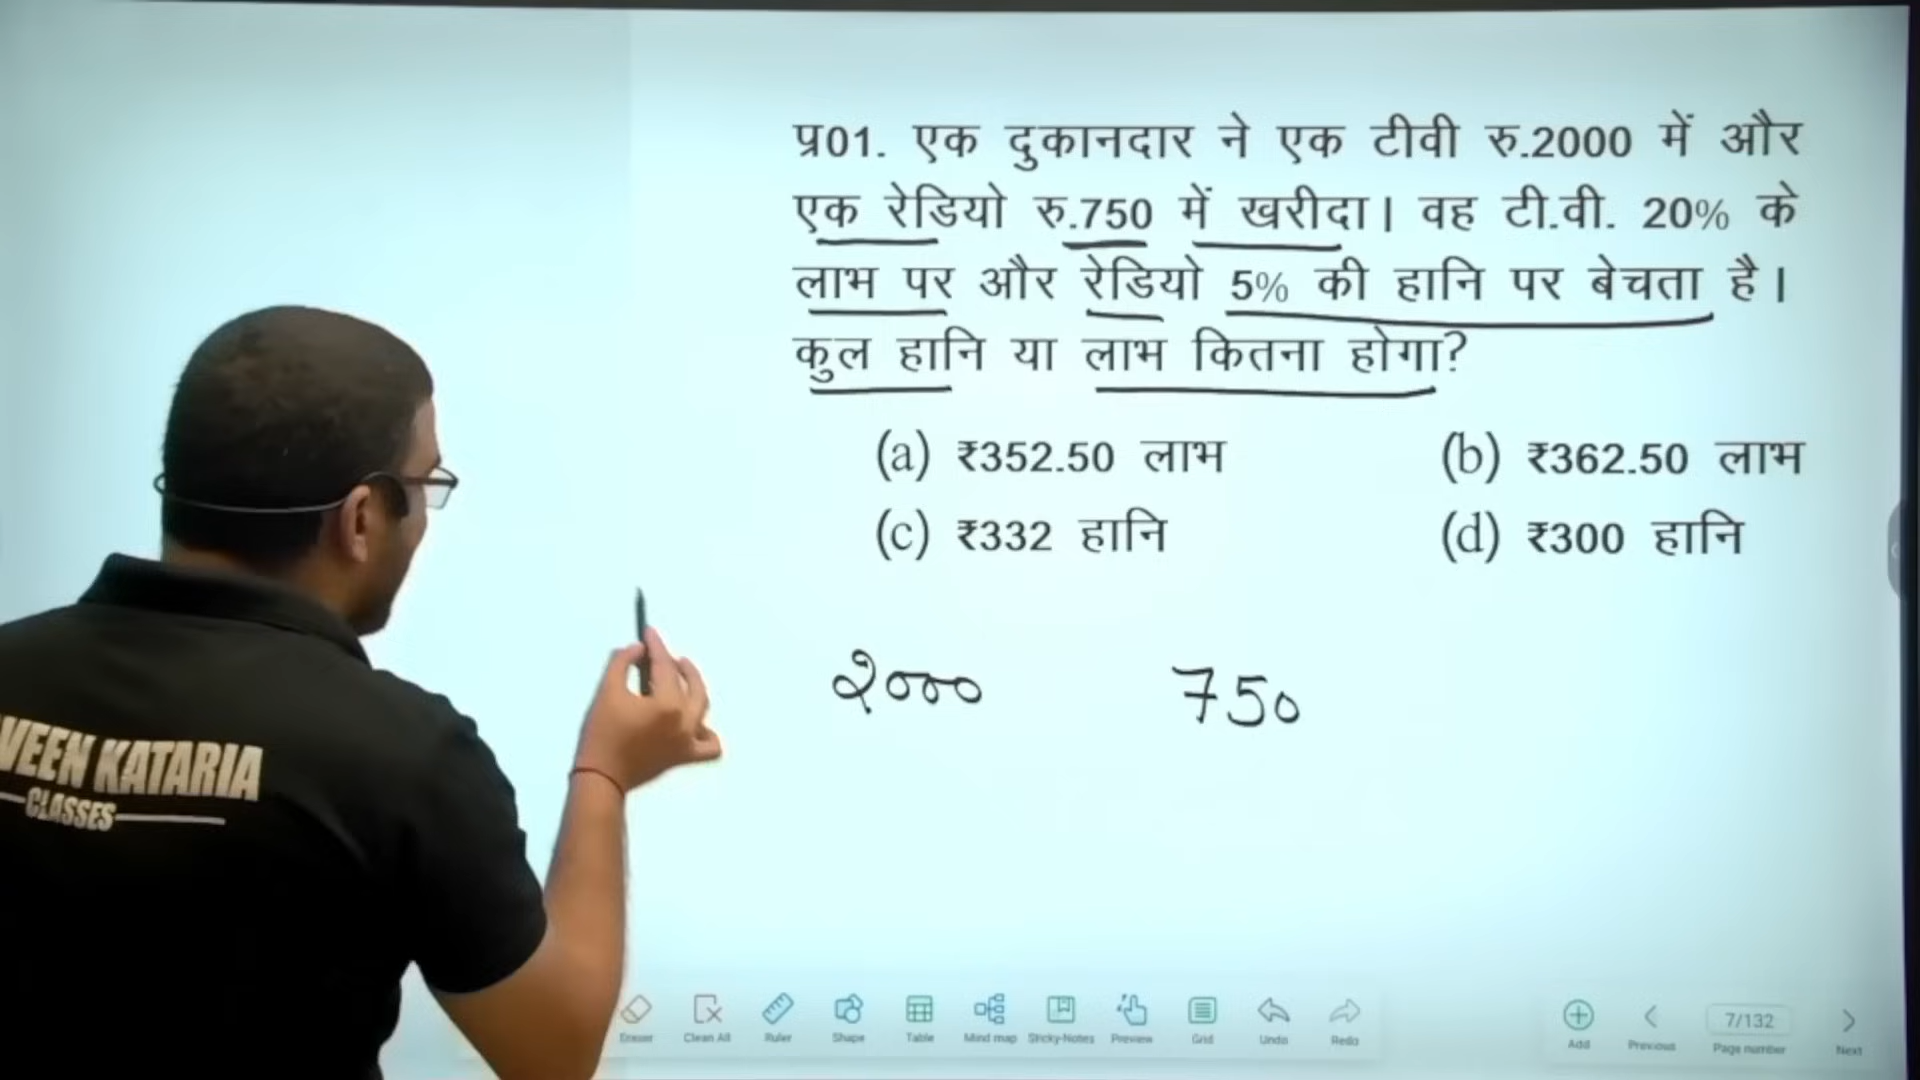 प्र01. एक दुकानदार ने एक टीवी रु.2000 में और
एक रेडियो रु.750 में खरीदा। वह टी.वी. 20% के
लाभ पर और रेडियो 5% की हानि पर बेचता है।
कुल हानि या लाभ कितना होगा?
(a) ₹352.50 लाभ (b) ₹362.50 लाभ
(c) ₹332 हानि (d) ₹300 हानि
२000 750
VEEN KATARIA
CLASSES
Eraser Clean All Ruler Shape Table Mind map Sticky-Notes Preview Grid Undo Redo
Add Previous 7/132 Page number Next